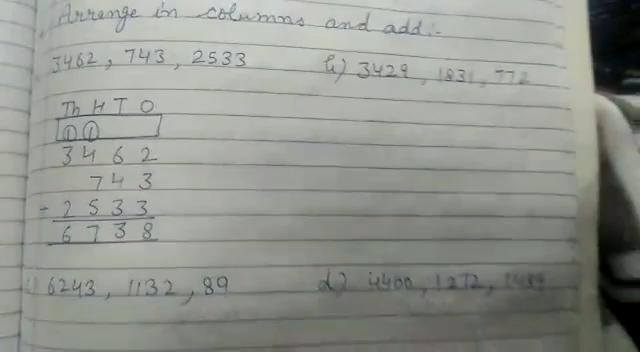 Arrange in columns and add:-
3462, 743, 2533 b) 3429, 1831, 772
Th H T O
1 1
3 4 6 2
7 4 3
+ 2 5 3 3
6 7 3 8
c) 6243, 1132, 89 d) 4400, 1272, 1489